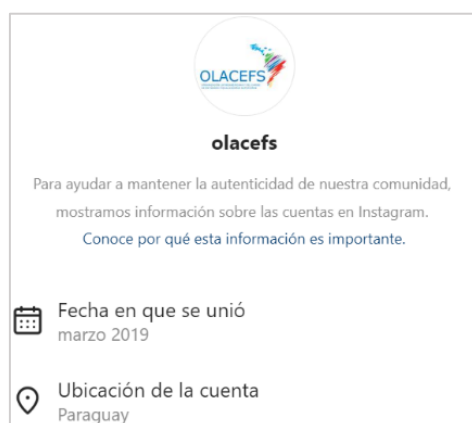 OLACEFS
olacefs
Para ayudar a mantener la autenticidad de nuestra comunidad,
mostramos información sobre las cuentas en Instagram.
Conoce por qué esta información es importante.
Fecha en que se unió
marzo 2019
Ubicación de la cuenta
Paraguay